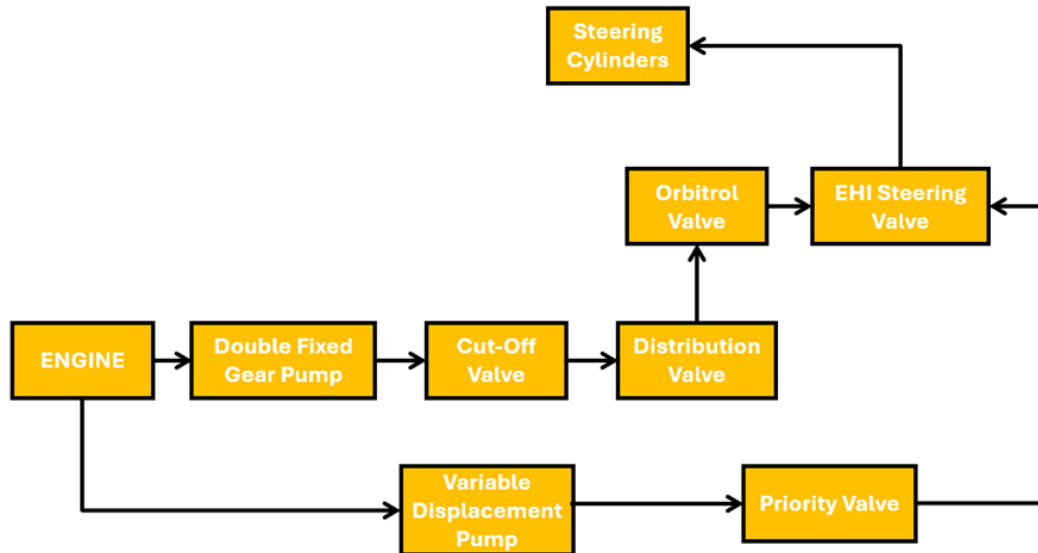 Steering
Cylinders
Orbitrol
Valve
EHI Steering
Valve
ENGINE
Double Fixed
Gear Pump
Cut-Off
Valve
Distribution
Valve
Variable
Displacement
Pump
Priority Valve